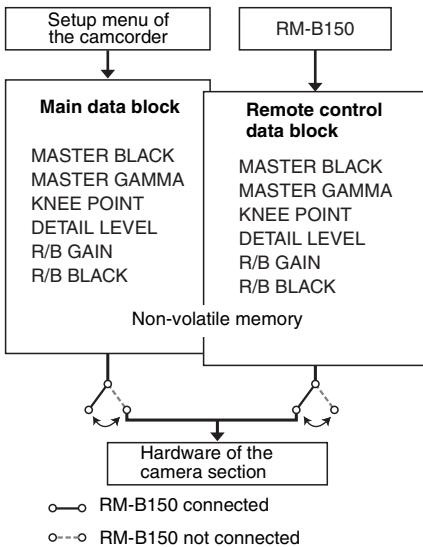 Setup menu of
the camcorder
RM-B150
Main data block
MASTER BLACK
MASTER GAMMA
KNEE POINT
DETAIL LEVEL
R/B GAIN
R/B BLACK
Remote control
data block
MASTER BLACK
MASTER GAMMA
KNEE POINT
DETAIL LEVEL
R/B GAIN
R/B BLACK
Non-volatile memory
Hardware of the
camera section
RM-B150 connected
RM-B150 not connected